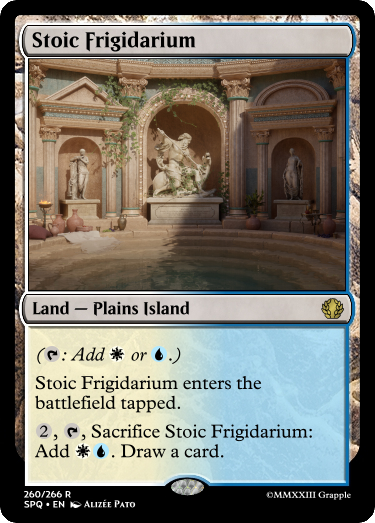 Stoic Frigidarium
Land — Plains Island
(: Add or .)
Stoic Frigidarium enters the
battlefield tapped.
2, , Sacrifice Stoic Frigidarium:
Add . Draw a card.
260/266 R
SPQ • EN Alizée Pato
©MMXXIII Grapple